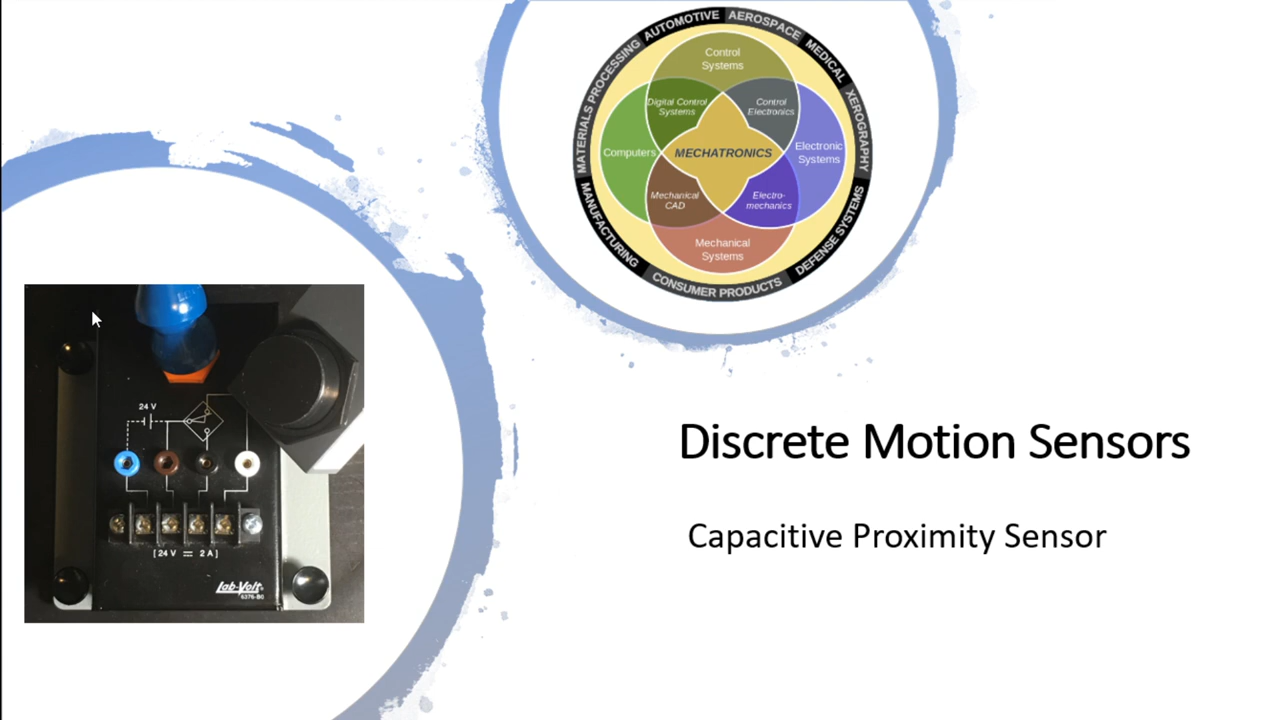 AUTOMOTIVE
AEROSPACE
MEDICAL
XEROGRAPHY
DEFENSE SYSTEMS
CONSUMER PRODUCTS
MANUFACTURING
MATERIALS PROCESSING
Control
Systems
Digital Control
Systems
Control
Electronics
Computers
MECHATRONICS
Electronic
Systems
Mechanical
CAD
Electro-
mechanics
Mechanical
Systems
24 V
[ 24 V 2 A ]
Lab-Volt
Discrete Motion Sensors
Capacitive Proximity Sensor